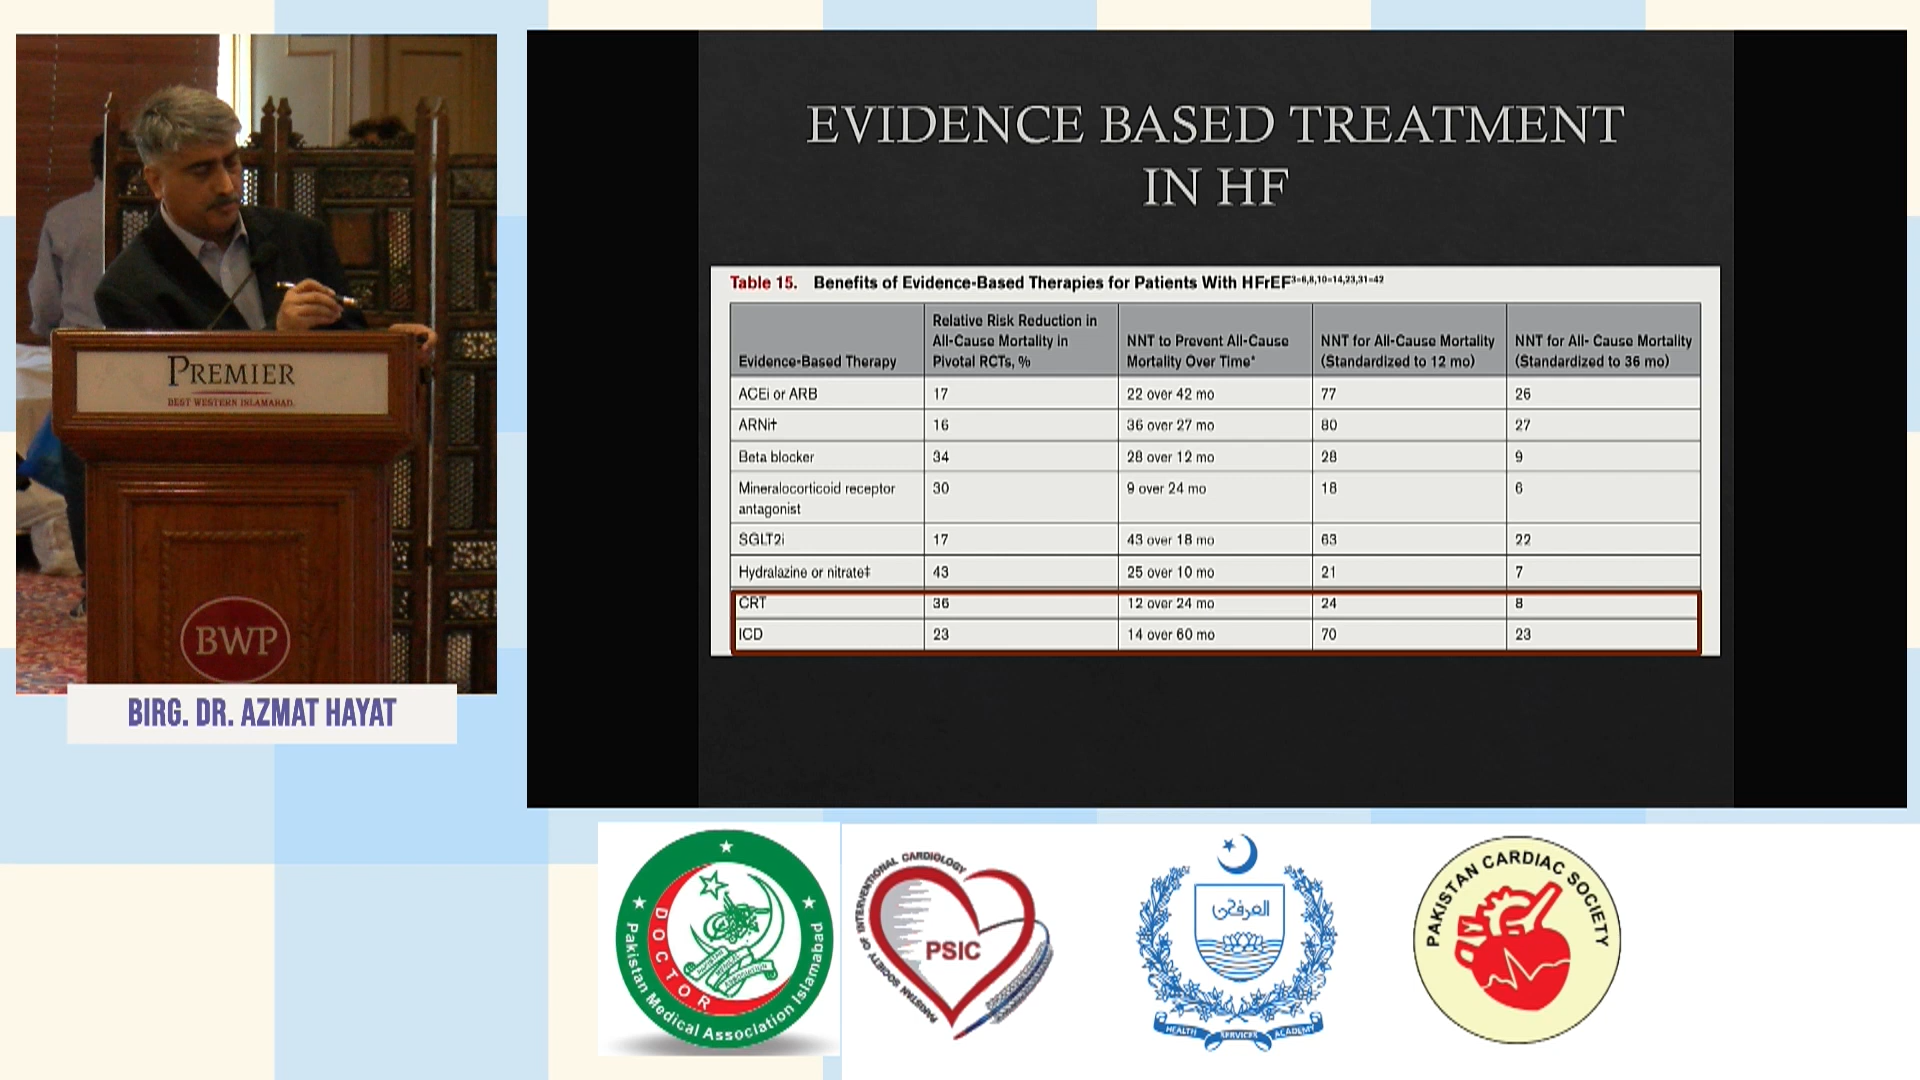 EVIDENCE BASED TREATMENT
IN HF
Table 15. Benefits of Evidence-Based Therapies for Patients With HFrEF3–6,8,10–14,23,31–42
Evidence-Based Therapy | Relative Risk Reduction in All-Cause Mortality in Pivotal RCTs, % | NNT to Prevent All-Cause Mortality Over Time* | NNT for All-Cause Mortality (Standardized to 12 mo) | NNT for All- Cause Mortality (Standardized to 36 mo)
ACEi or ARB | 17 | 22 over 42 mo | 77 | 26
ARNi† | 16 | 36 over 27 mo | 80 | 27
Beta blocker | 34 | 28 over 12 mo | 28 | 9
Mineralocorticoid receptor antagonist | 30 | 9 over 24 mo | 18 | 6
SGLT2i | 17 | 43 over 18 mo | 63 | 22
Hydralazine or nitrate‡ | 43 | 25 over 10 mo | 21 | 7
CRT | 36 | 12 over 24 mo | 24 | 8
ICD | 23 | 14 over 60 mo | 70 | 23
PREMIER
BEST WESTERN ISLAMABAD.
BWP
BIRG. DR. AZMAT HAYAT
DOCTOR
Pakistan Medical Association Islamabad
PAKISTAN SOCIETY OF INTERVENTIONAL CARDIOLOGY
PSIC
HEALTH SERVICES ACADEMY
PAKISTAN CARDIAC SOCIETY